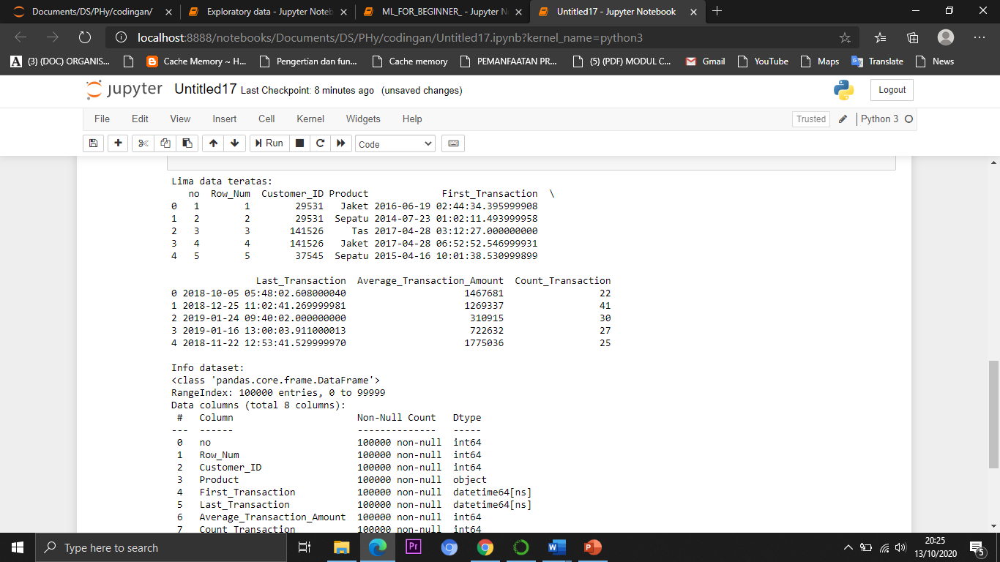 Documents/DS/PHy/codingan/ Exploratory data - Jupyter Noteb ML_FOR_BEGINNER_ - Jupyter N Untitled17 - Jupyter Notebook
localhost:8888/notebooks/Documents/DS/PHy/codingan/Untitled17.ipynb?kernel_name=python3
(3) (DOC) ORGANIS... Cache Memory ~ H... Pengertian dan fun... Cache memory PEMANFAATAN PR... (5) (PDF) MODUL C... Gmail YouTube Maps Translate News
jupyter Untitled17 Last Checkpoint: 8 minutes ago (unsaved changes) Logout
File Edit View Insert Cell Kernel Widgets Help Trusted Python 3
Run Code
Lima data teratas:
no Row_Num Customer_ID Product First_Transaction \
0 1 1 29531 Jaket 2016-06-19 02:44:34.395999908
1 2 2 29531 Sepatu 2014-07-23 01:02:11.493999958
2 3 3 141526 Tas 2017-04-28 03:12:27.000000000
3 4 4 141526 Jaket 2017-04-28 06:52:52.546999931
4 5 5 37545 Sepatu 2015-04-16 10:01:38.530999899
Last_Transaction Average_Transaction_Amount Count_Transaction
0 2018-10-05 05:48:02.608000040 1467681 22
1 2018-12-25 11:02:41.269999981 1269337 41
2 2019-01-24 09:40:02.000000000 310915 30
3 2019-01-16 13:00:03.911000013 722632 27
4 2018-11-22 12:53:41.529999970 1775036 25
Info dataset:
<class 'pandas.core.frame.DataFrame'>
RangeIndex: 100000 entries, 0 to 99999
Data columns (total 8 columns):
# Column Non-Null Count Dtype
--- ------ -------------- -----
0 no 100000 non-null int64
1 Row_Num 100000 non-null int64
2 Customer_ID 100000 non-null int64
3 Product 100000 non-null object
4 First_Transaction 100000 non-null datetime64[ns]
5 Last_Transaction 100000 non-null datetime64[ns]
6 Average_Transaction_Amount 100000 non-null int64
7 Count_Transaction 100000 non-null int64
Type here to search Pr 20:25
13/10/2020 5